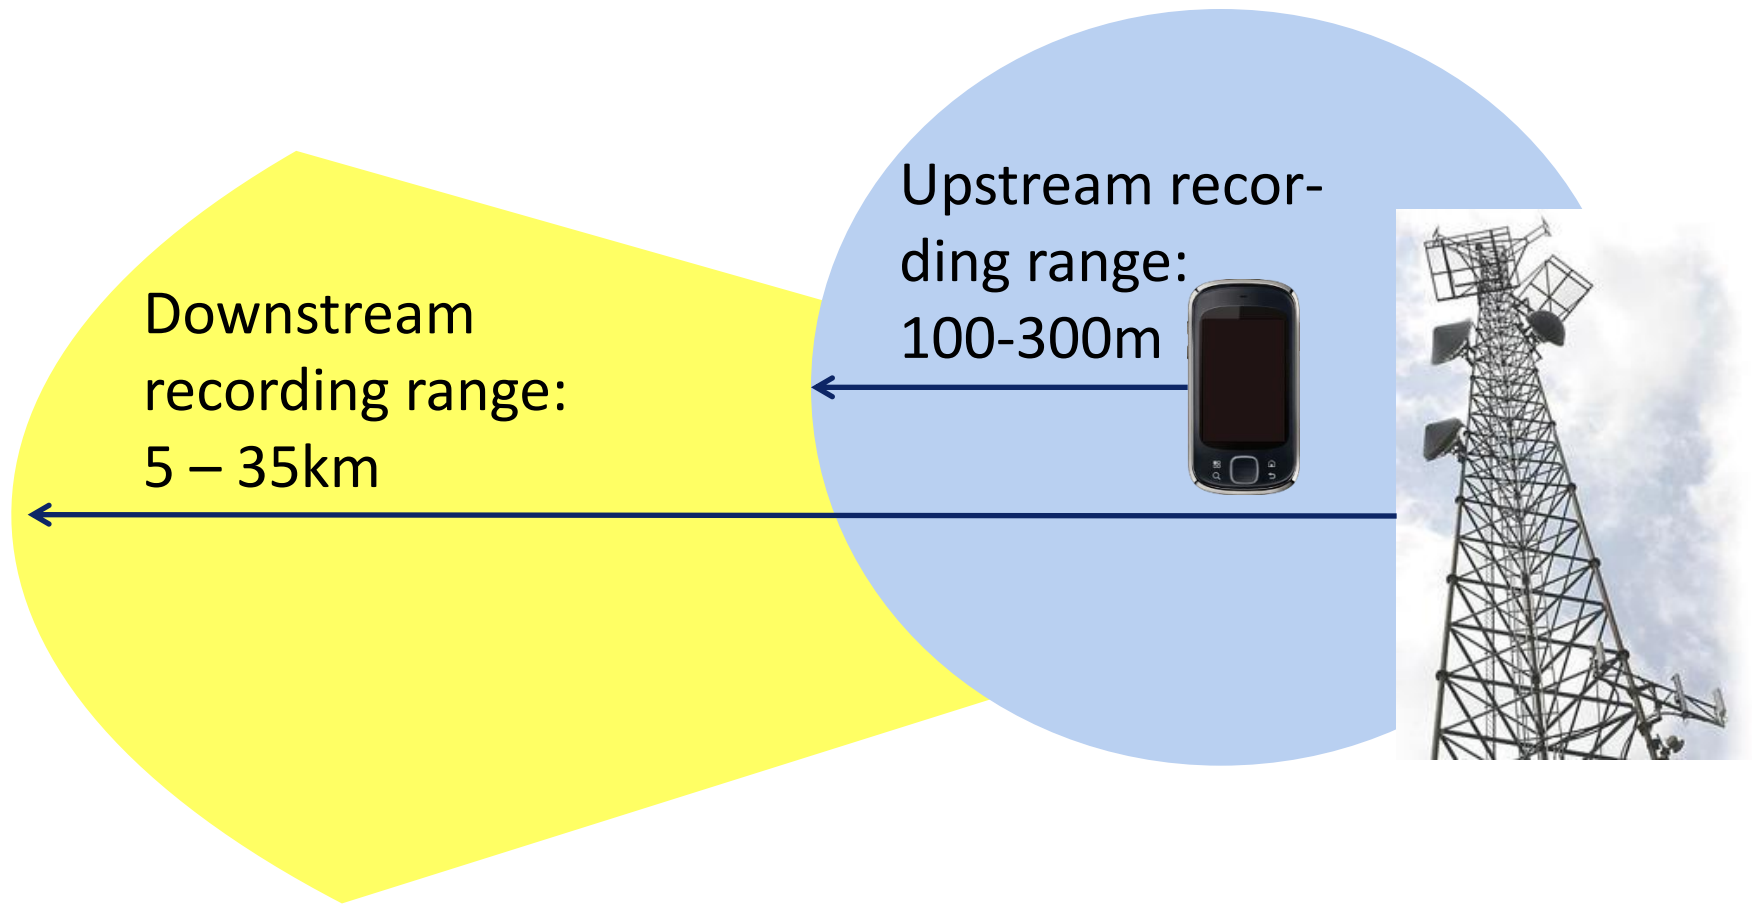 Upstream recor-
ding range:
100-300m
Downstream
recording range:
5 – 35km